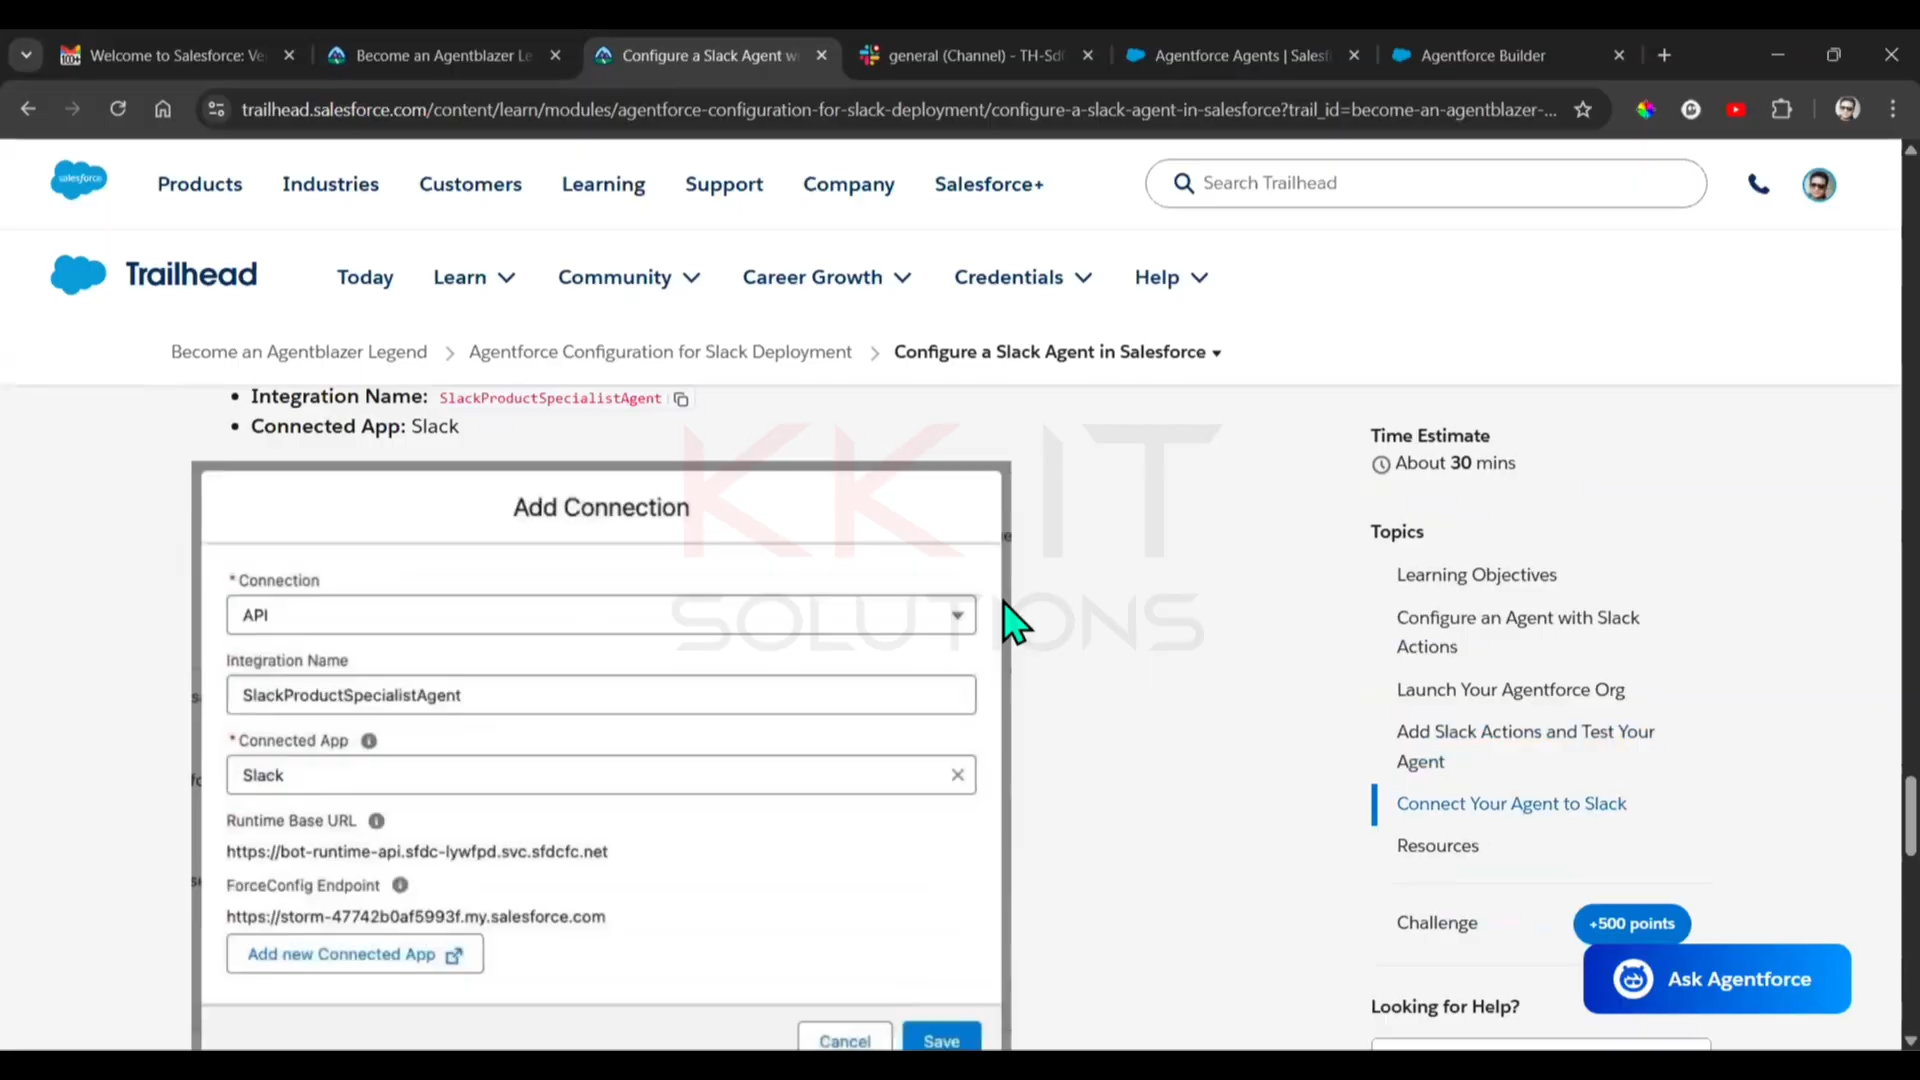 Welcome to Salesforce: Ve
Become an Agentblazer Le
Configure a Slack Agent w
general (Channel) - TH-Sd
Agentforce Agents | Salesf
Agentforce Builder
trailhead.salesforce.com/content/learn/modules/agentforce-configuration-for-slack-deployment/configure-a-slack-agent-in-salesforce?trail_id=become-an-agentblazer-...
salesforce
Products
Industries
Customers
Learning
Support
Company
Salesforce+
Search Trailhead
Trailhead
Today
Learn
Community
Career Growth
Credentials
Help
Become an Agentblazer Legend
Agentforce Configuration for Slack Deployment
Configure a Slack Agent in Salesforce
Integration Name: SlackProductSpecialistAgent
Connected App: Slack
KK IT
SOLUTIONS
Add Connection
* Connection
API
Integration Name
SlackProductSpecialistAgent
* Connected App
Slack
Runtime Base URL
https://bot-runtime-api.sfdc-lywfpd.svc.sfdcfc.net
ForceConfig Endpoint
https://storm-47742b0af5993f.my.salesforce.com
Add new Connected App
Cancel
Save
Time Estimate
About 30 mins
Topics
Learning Objectives
Configure an Agent with Slack
Actions
Launch Your Agentforce Org
Add Slack Actions and Test Your
Agent
Connect Your Agent to Slack
Resources
Challenge
+500 points
Ask Agentforce
Looking for Help?